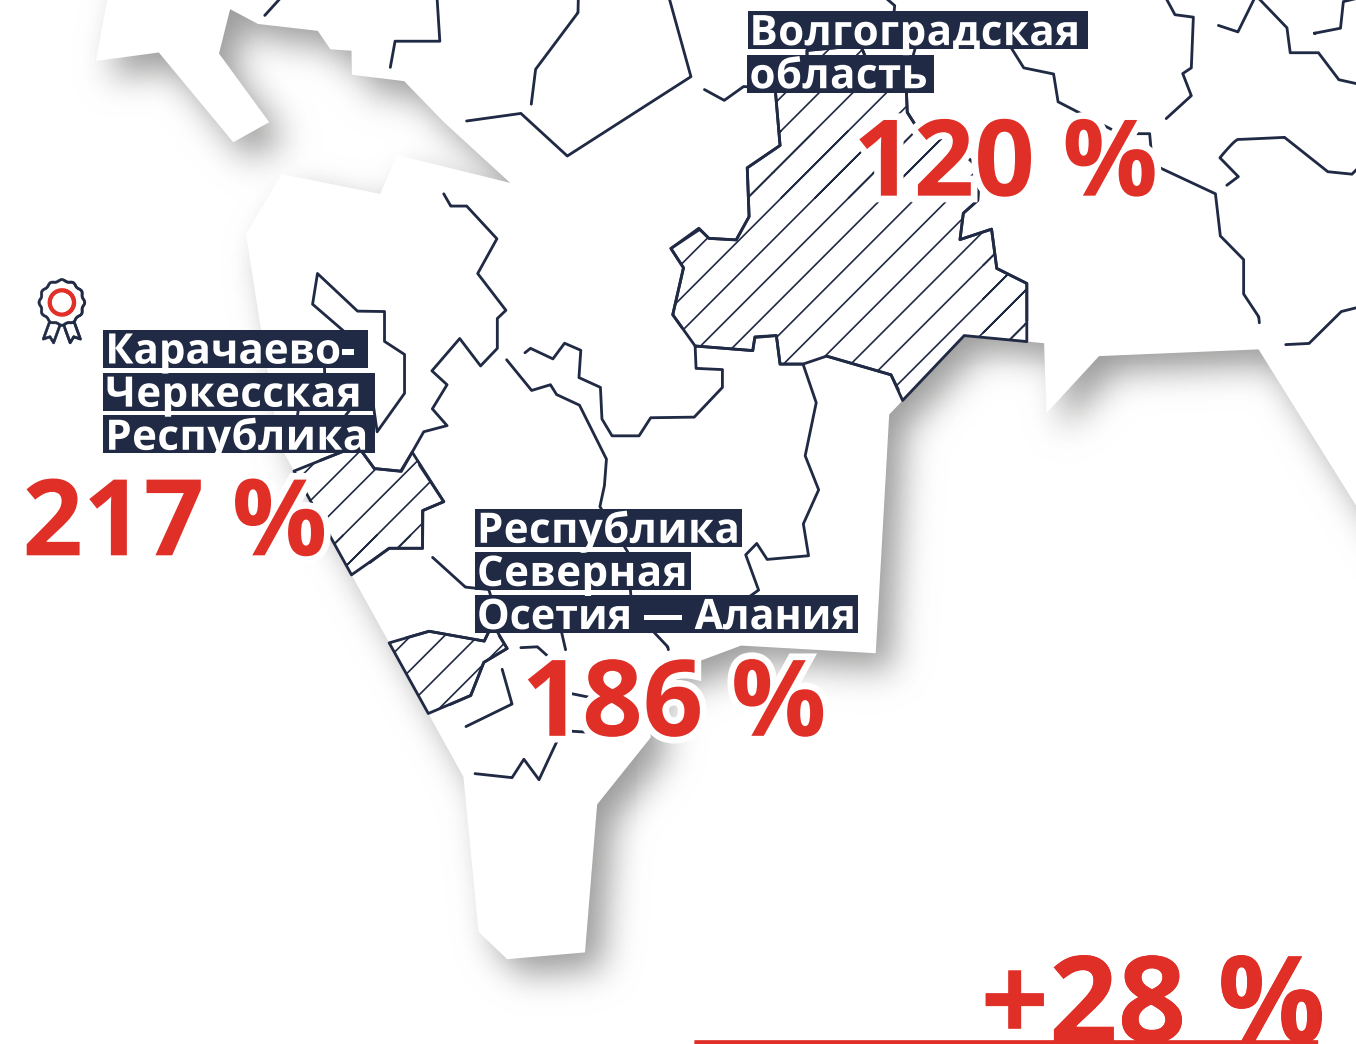 Волгоградская
область
120 %
Карачаево-
Черкесская
Республика
217 %
Республика
Северная
Осетия — Алания
186 %
+28 %